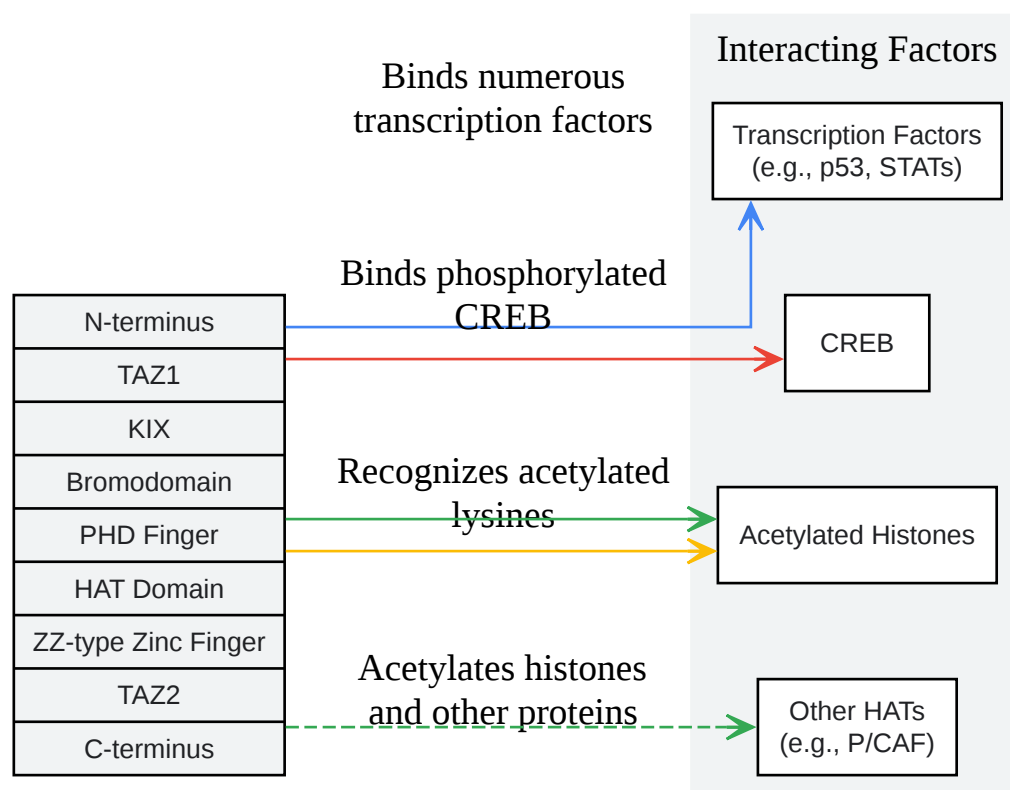 Interacting Factors
Binds numerous
transcription factors
Transcription Factors
(e.g., p53, STATs)
Binds phosphorylated
CREB
CREB
N-terminus
TAZ1
KIX
Bromodomain
PHD Finger
HAT Domain
ZZ-type Zinc Finger
TAZ2
C-terminus
Recognizes acetylated
lysines
Acetylated Histones
Acetylates histones
and other proteins
Other HATs
(e.g., P/CAF)